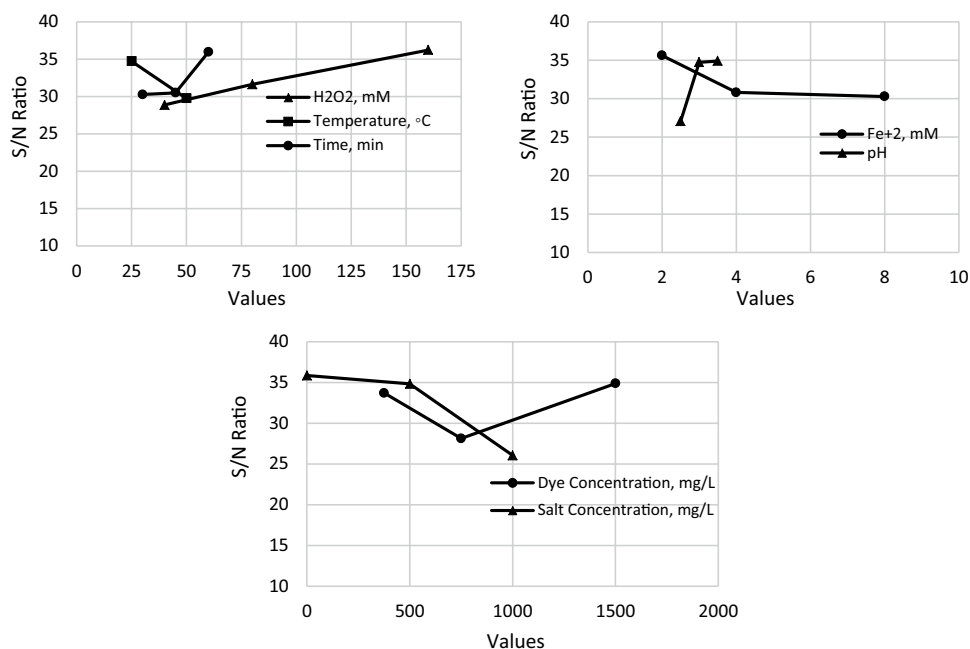 40
35
30
25
20
15
10
S/N Ratio
H2O2, mM
Temperature, ◦C
Time, min
0 25 50 75 100 125 150 175
Values
40
35
30
25
20
15
10
S/N Ratio
Fe+2, mM
pH
0 2 4 6 8 10
Values
40
35
30
25
20
15
10
S/N Ratio
Dye Concentration, mg/L
Salt Concentration, mg/L
0 500 1000 1500 2000
Values